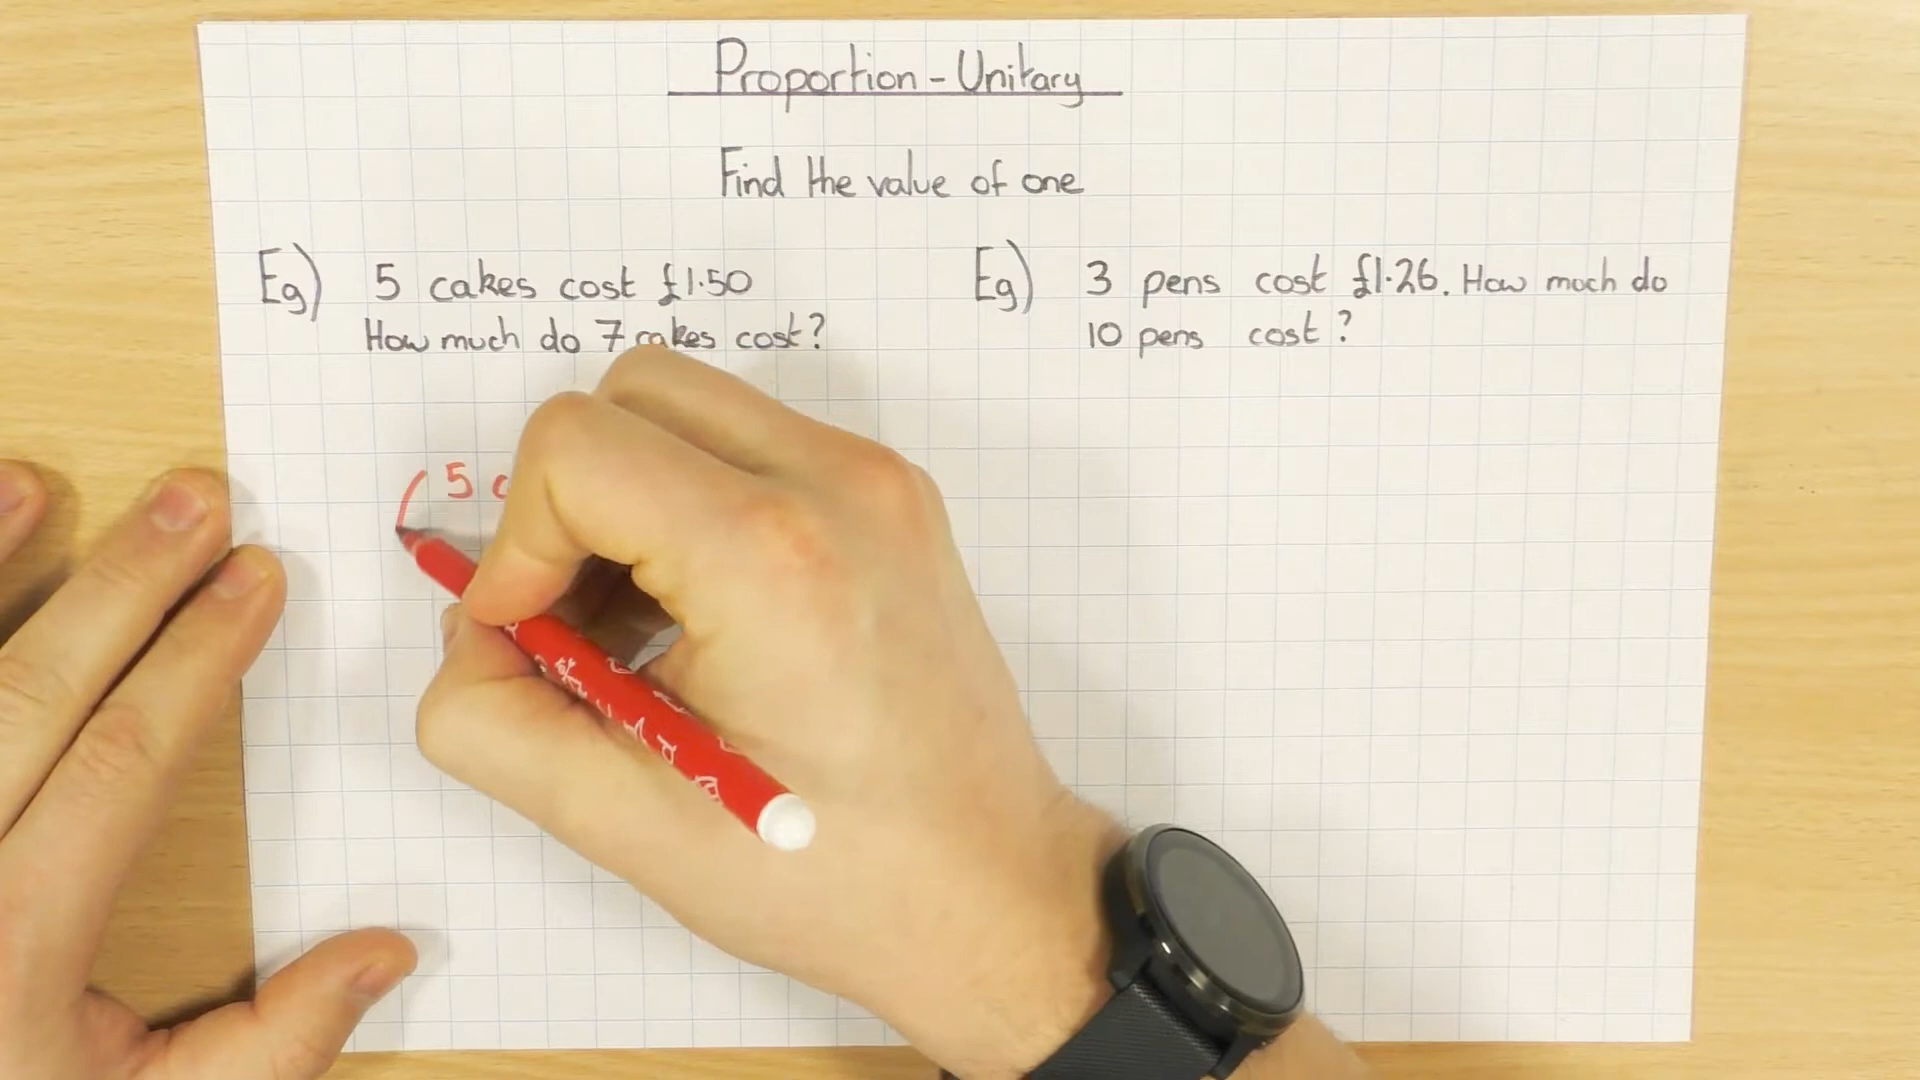 Proportion - Unitary
Find the value of one
Eg) 5 cakes cost £1.50
How much do 7 cakes cost?
Eg) 3 pens cost £1.26. How much do
10 pens cost?
5 c